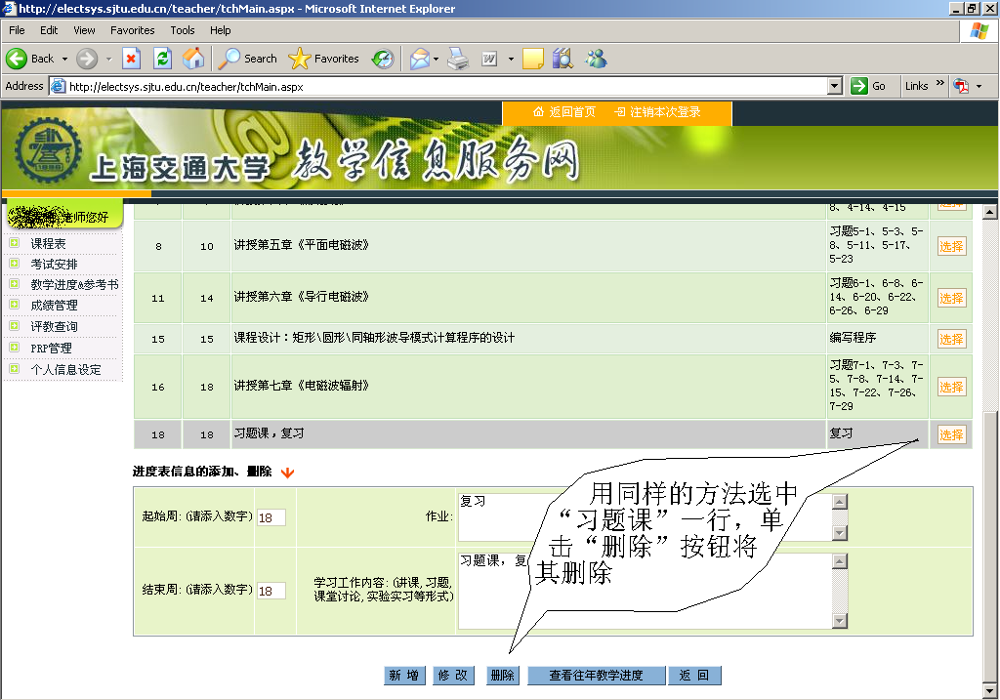 http://electsys.sjtu.edu.cn/teacher/tchMain.aspx - Microsoft Internet Explorer
File Edit View Favorites Tools Help
Back Search Favorites
Address http://electsys.sjtu.edu.cn/teacher/tchMain.aspx Go Links »
返回首页 注销本次登录
上海交通大学 教学信息服务网
老师您好
课程表
考试安排
教学进度&参考书
成绩管理
评教查询
PRP管理
个人信息设定
8、4-14、4-15
8 10 讲授第五章《平面电磁波》 习题5-1、5-3、5-
8、5-11、5-17、
5-23
选择
11 14 讲授第六章《导行电磁波》 习题6-1、6-8、6-
14、6-20、6-22、
6-26、6-29
选择
15 15 课程设计：矩形\圆形\同轴形波导模式计算程序的设计 编写程序 选择
16 18 讲授第七章《电磁波辐射》 习题7-1、7-3、7-
5、7-8、7-14、7-
15、7-22、7-26、
7-29
选择
18 18 习题课，复习 复习 选择
进度表信息的添加、删除
起始周: (请添入数字) 18 作业: 复习
结束周: (请添入数字) 18 学习工作内容: (讲课, 习题,
课堂讨论, 实验实习等形式)
习题课，复
用同样的方法选中
“习题课”一行，单
击“删除”按钮将
其删除
新 增 修 改 删除 查看往年教学进度 返 回